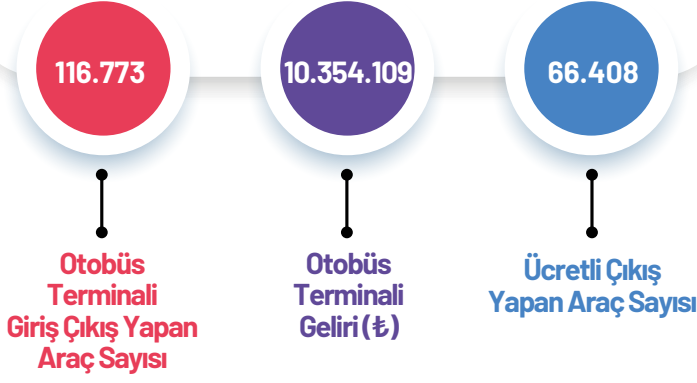 116.773
10.354.109
66.408
Otobüs
Terminali
Giriş Çıkış Yapan
Araç Sayısı
Otobüs
Terminali
Geliri (₺)
Ücretli Çıkış
Yapan Araç Sayısı